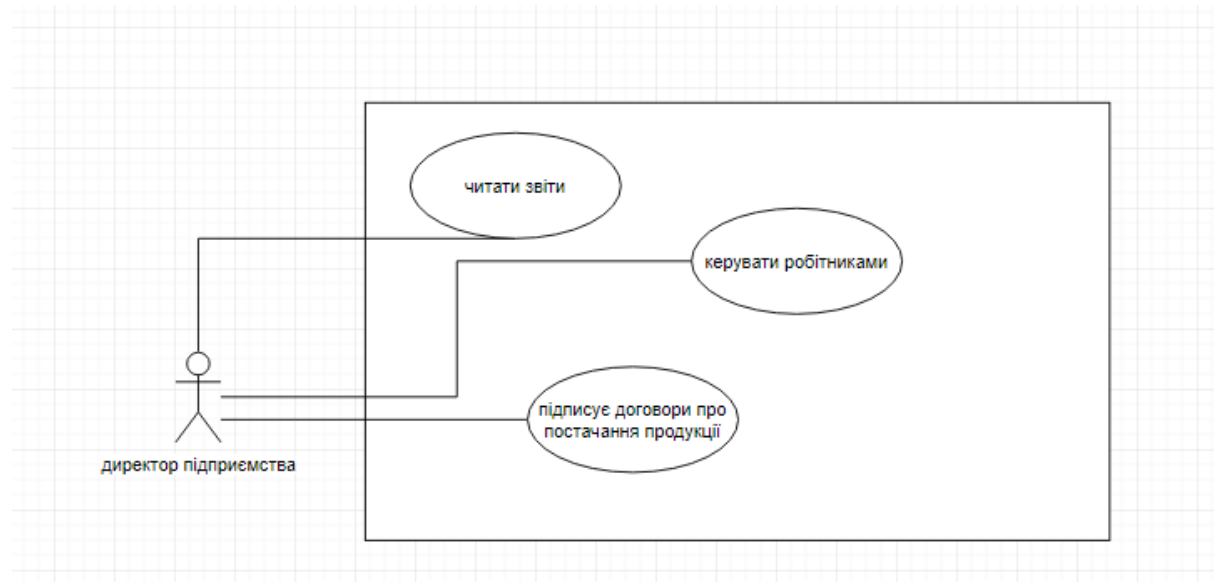 читати звіти
керувати робітниками
підписує договори про
постачання продукції
директор підприємства